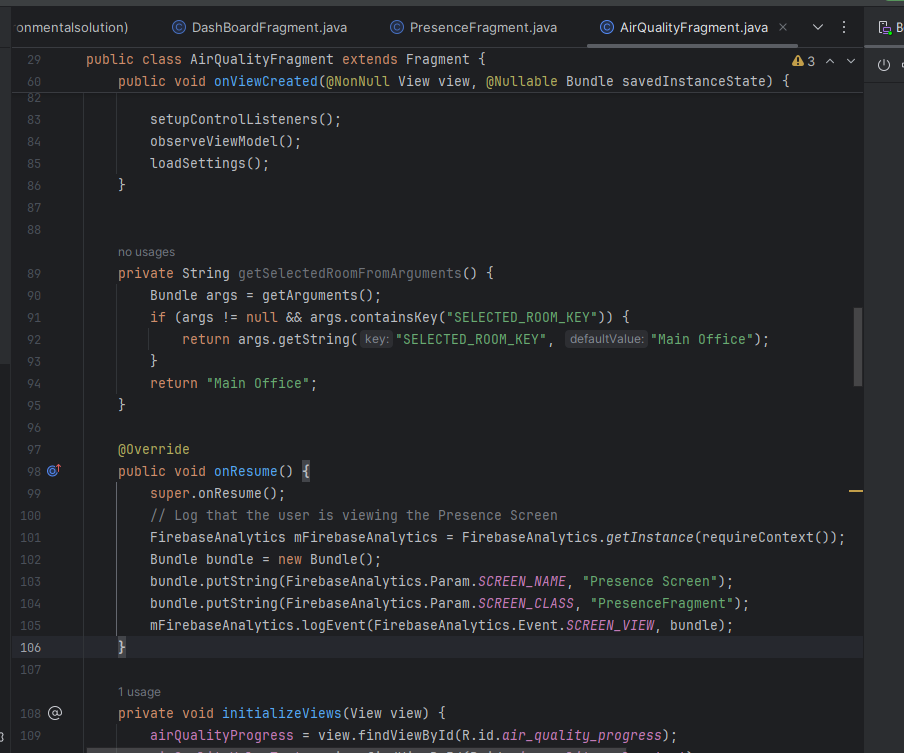 onmentalsolution)
DashBoardFragment.java
PresenceFragment.java
AirQualityFragment.java
29 public class AirQualityFragment extends Fragment {
3
60 public void onViewCreated(@NonNull View view, @Nullable Bundle savedInstanceState) {
82
83 setupControlListeners();
84 observeViewModel();
85 loadSettings();
86 }
87
88
no usages
89 private String getSelectedRoomFromArguments() {
90 Bundle args = getArguments();
91 if (args != null && args.containsKey("SELECTED_ROOM_KEY")) {
92 return args.getString( key: "SELECTED_ROOM_KEY", defaultValue: "Main Office");
93 }
94 return "Main Office";
95 }
96
97 @Override
98 public void onResume() {
99 super.onResume();
100 // Log that the user is viewing the Presence Screen
101 FirebaseAnalytics mFirebaseAnalytics = FirebaseAnalytics.getInstance(requireContext());
102 Bundle bundle = new Bundle();
103 bundle.putString(FirebaseAnalytics.Param.SCREEN_NAME, "Presence Screen");
104 bundle.putString(FirebaseAnalytics.Param.SCREEN_CLASS, "PresenceFragment");
105 mFirebaseAnalytics.logEvent(FirebaseAnalytics.Event.SCREEN_VIEW, bundle);
106 }
107
1 usage
108 private void initializeViews(View view) {
109 airQualityProgress = view.findViewById(R.id.air_quality_progress);